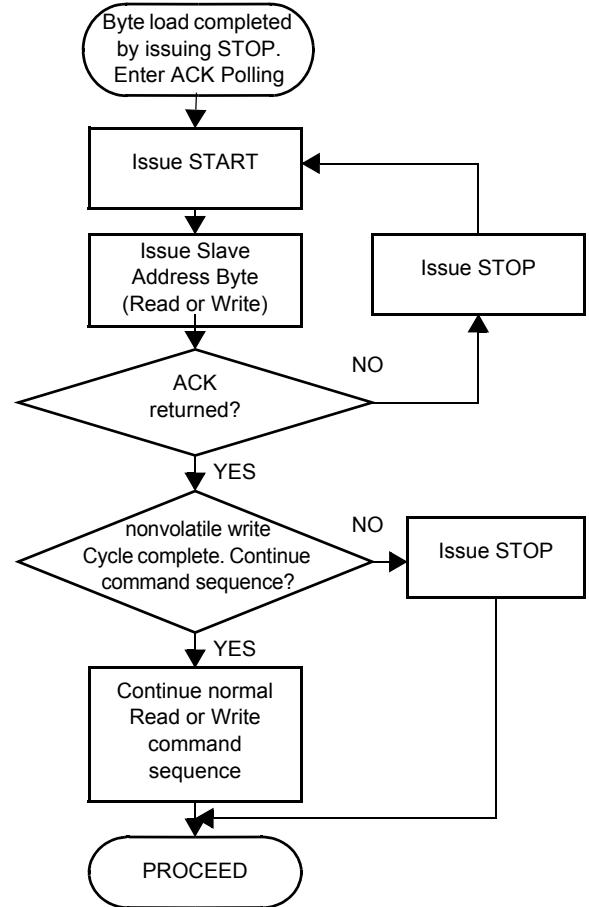 Byte load completed
by issuing STOP.
Enter ACK Polling
Issue START
Issue Slave
Address Byte
(Read or Write)
Issue STOP
ACK
returned?
NO
YES
nonvolatile write
Cycle complete. Continue
command sequence?
NO
Issue STOP
YES
Continue normal
Read or Write
command
sequence
PROCEED